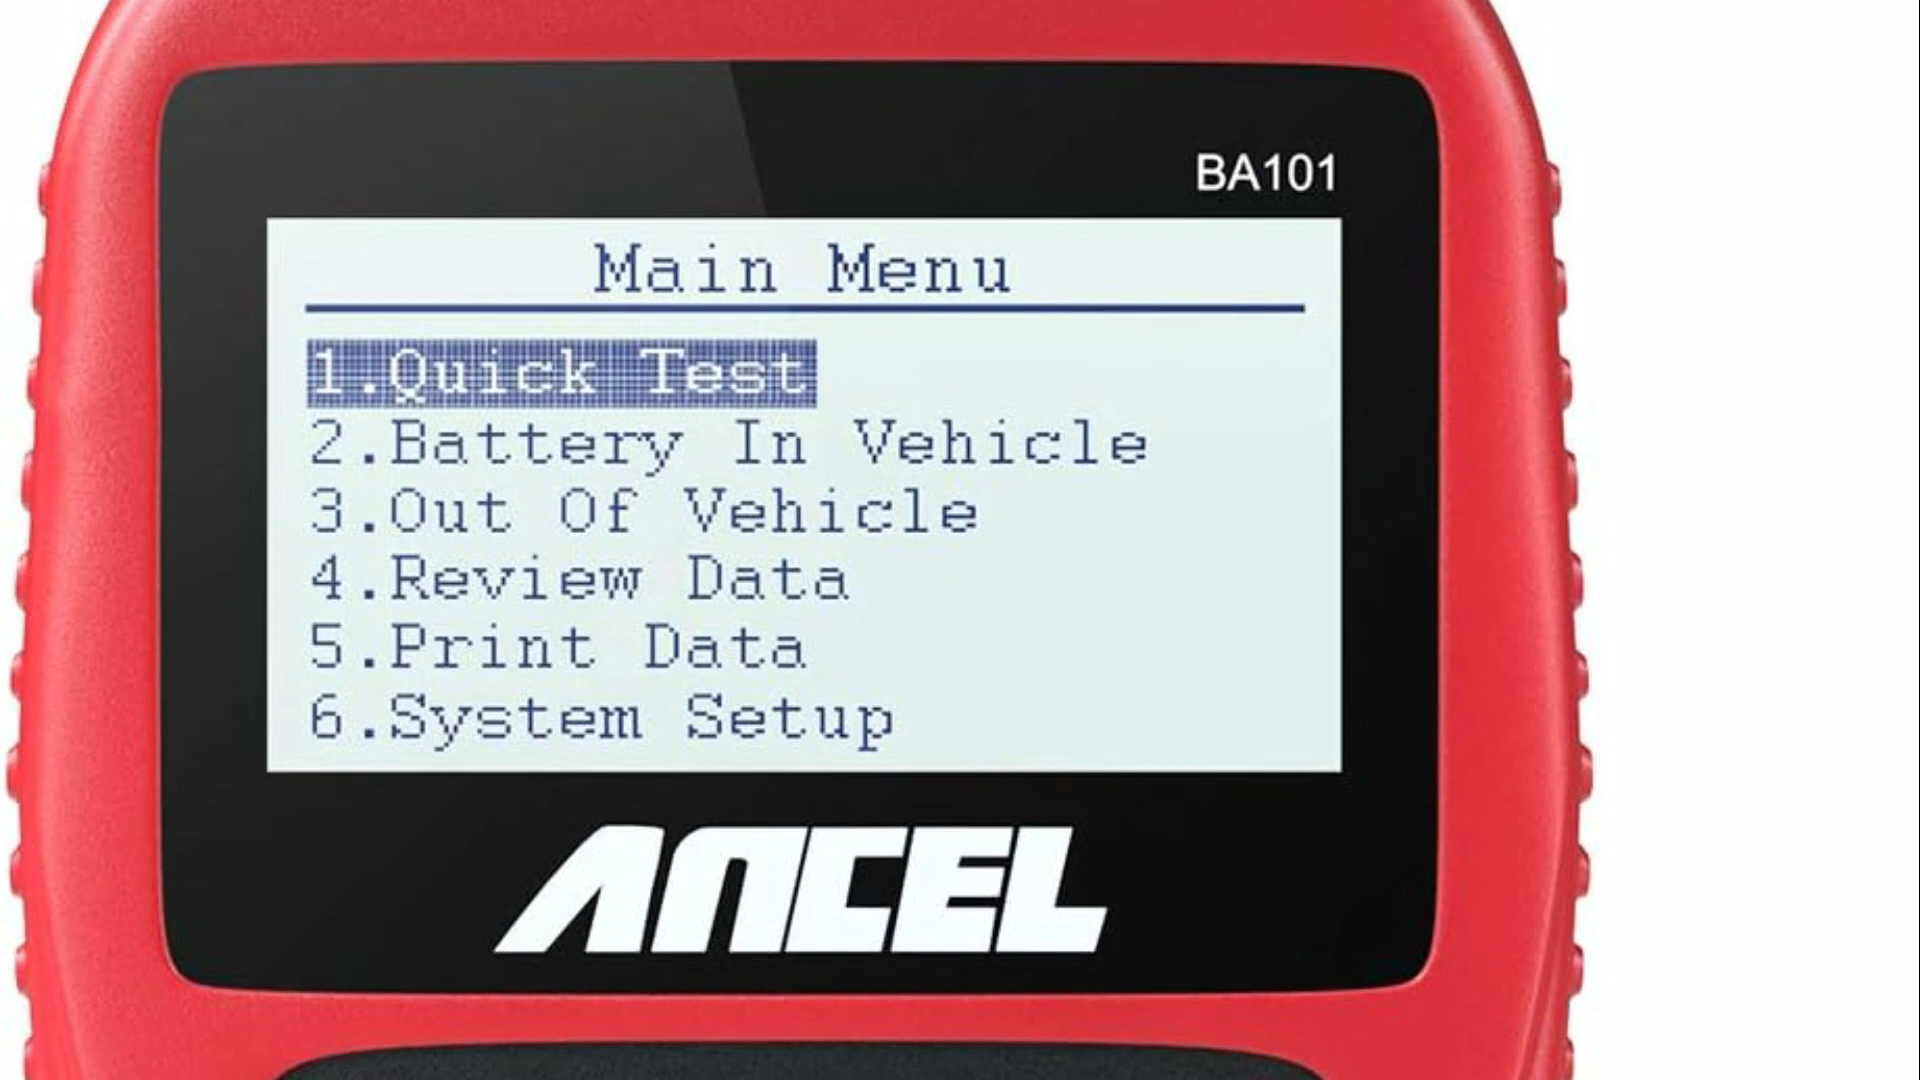 BA101
Main Menu
1.Quick Test
2.Battery In Vehicle
3.Out Of Vehicle
4.Review Data
5.Print Data
6.System Setup
ANCEL